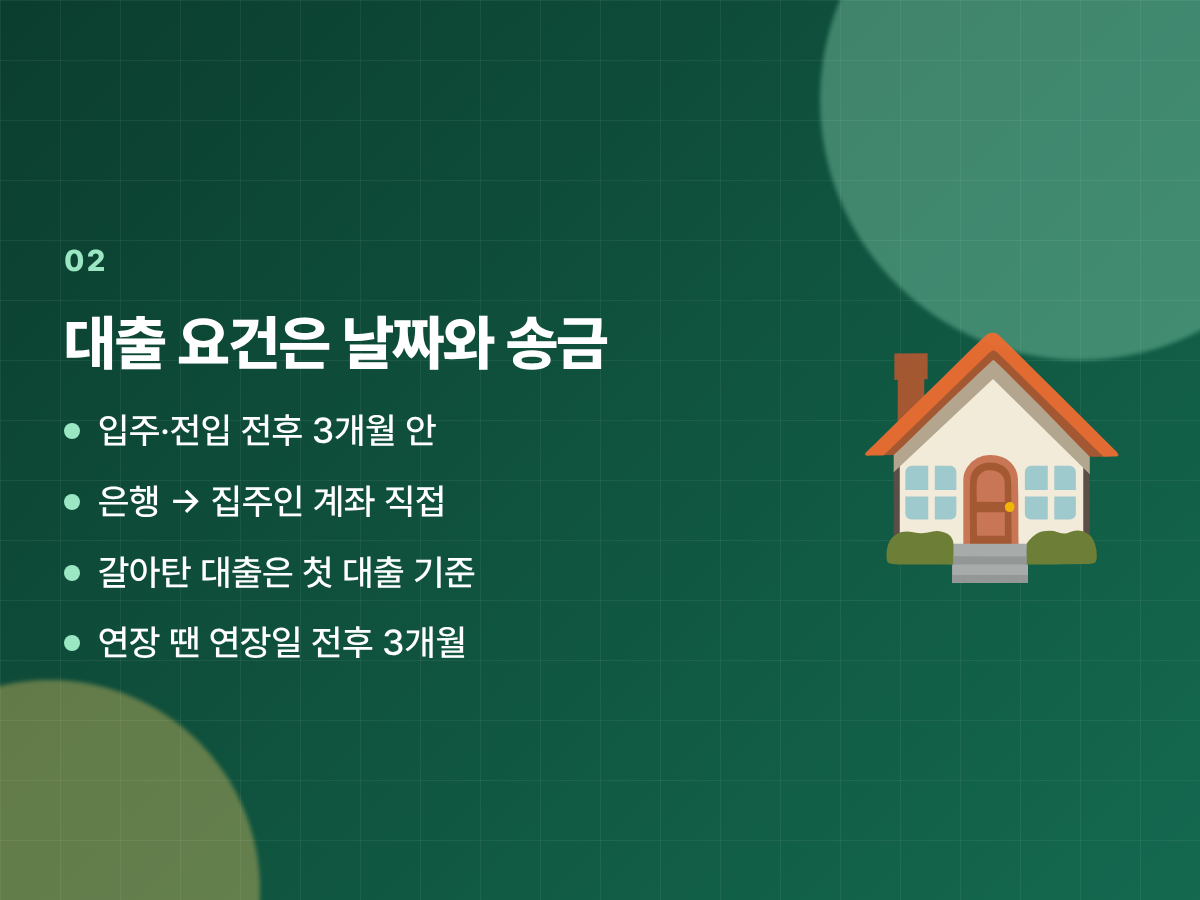 02
대출 요건은 날짜와 송금
입주·전입 전후 3개월 안
은행 → 집주인 계좌 직접
갈아탄 대출은 첫 대출 기준
연장 땐 연장일 전후 3개월